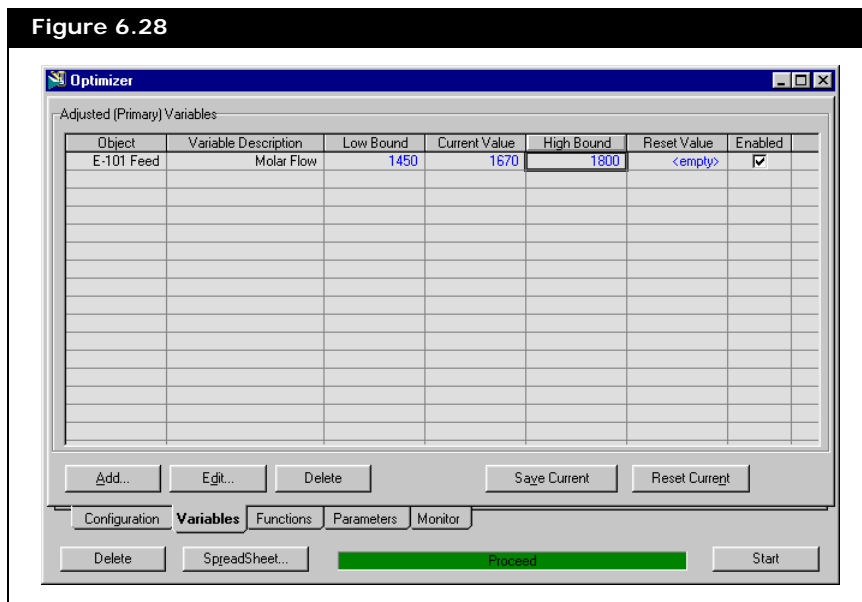 Figure 6.28
Optimizer
Adjusted (Primary) Variables
Object Variable Description Low Bound Current Value High Bound Reset Value Enabled
E-101 Feed Molar Flow 1450 1670 1800 <empty>
Add... Edit... Delete Save Current Reset Current
Configuration Variables Functions Parameters Monitor
Delete SpreadSheet... Proceed Start